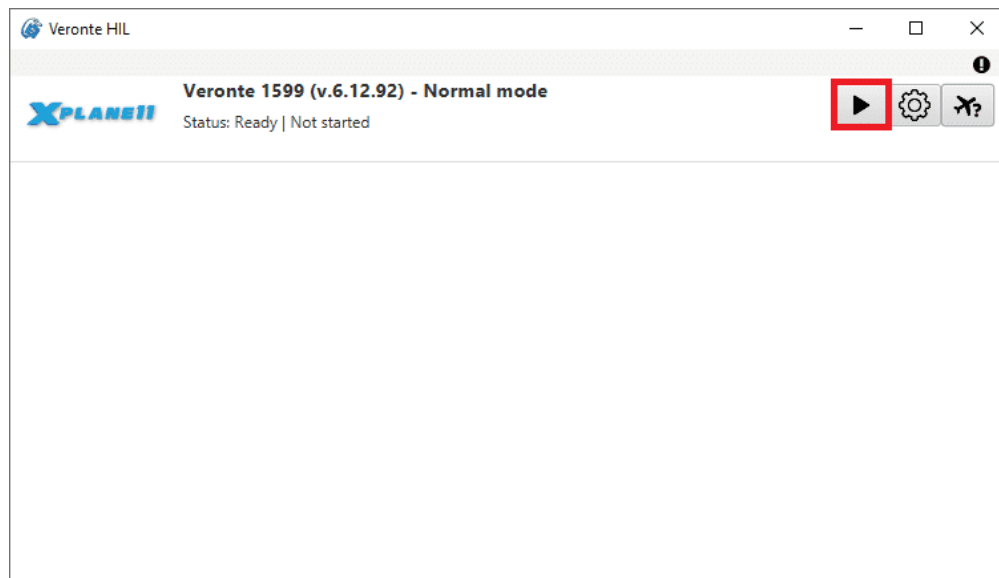 Veronte HIL
XPLANE11
Veronte 1599 (v.6.12.92) - Normal mode
Status: Ready | Not started
?